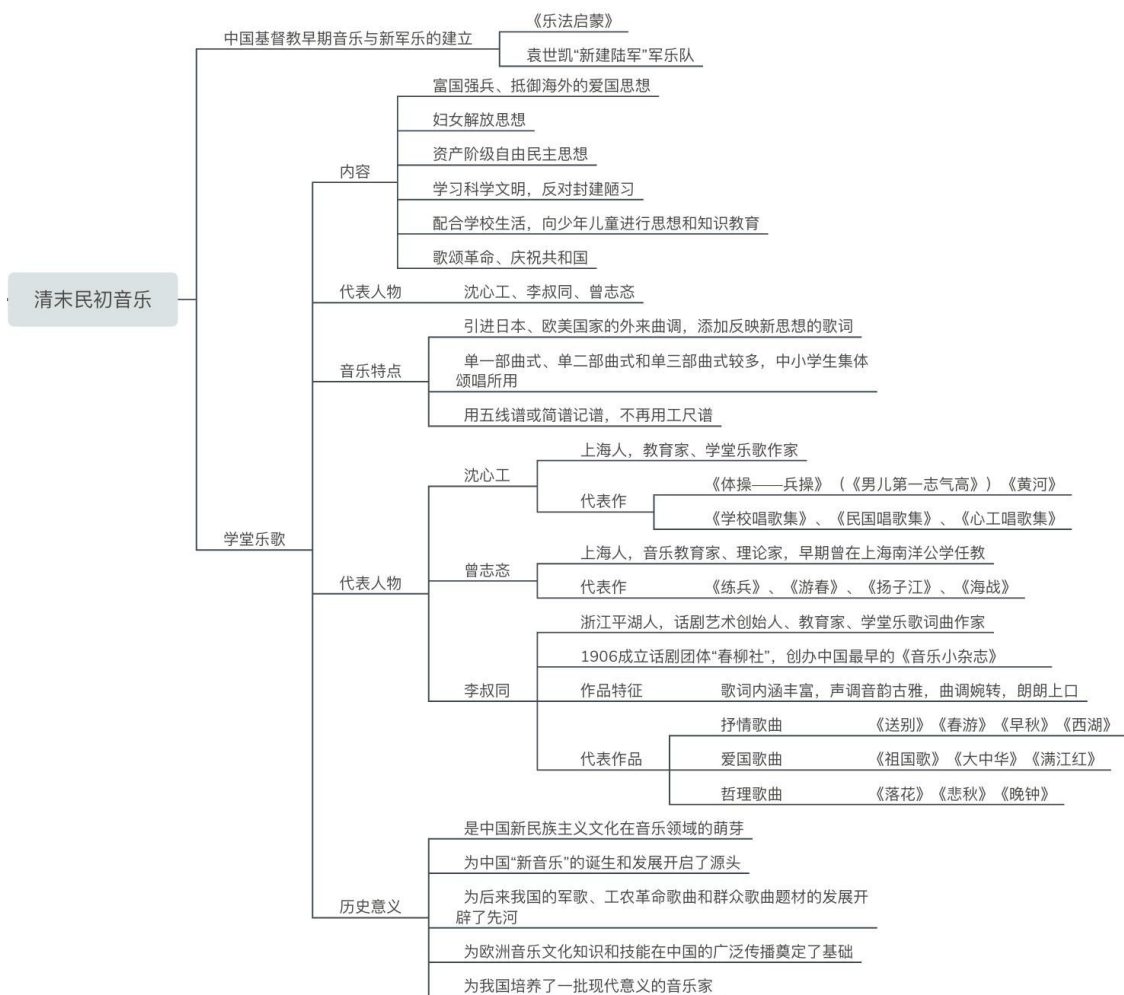 清末民初音乐
中国基督教早期音乐与新军乐的建立
《乐法启蒙》
袁世凯“新建陆军”军乐队
学堂乐歌
内容
富国强兵、抵御海外的爱国思想
妇女解放思想
资产阶级自由民主思想
学习科学文明，反对封建陋习
配合学校生活，向少年儿童进行思想和知识教育
歌颂革命、庆祝共和国
代表人物
沈心工、李叔同、曾志忞
音乐特点
引进日本、欧美国家的外来曲调，添加反映新思想的歌词
单一部曲式、单二部曲式和单三部曲式较多，中小学生集体
颂唱所用
用五线谱或简谱记谱，不再用工尺谱
代表人物
沈心工
上海人，教育家、学堂乐歌作家
代表作
《体操——兵操》（《男儿第一志气高》）《黄河》
《学校唱歌集》、《民国唱歌集》、《心工唱歌集》
曾志忞
上海人，音乐教育家、理论家，早期曾在上海南洋公学任教
代表作
《练兵》、《游春》、《扬子江》、《海战》
李叔同
浙江平湖人，话剧艺术创始人、教育家、学堂乐歌词曲作家
1906成立话剧团体“春柳社”，创办中国最早的《音乐小杂志》
作品特征
歌词内涵丰富，声调音韵古雅，曲调婉转，朗朗上口
代表作品
抒情歌曲
《送别》《春游》《早秋》《西湖》
爱国歌曲
《祖国歌》《大中华》《满江红》
哲理歌曲
《落花》《悲秋》《晚钟》
历史意义
是中国新民族主义文化在音乐领域的萌芽
为中国“新音乐”的诞生和发展开启了源头
为后来我国的军歌、工农革命歌曲和群众歌曲题材的发展开
辟了先河
为欧洲音乐文化知识和技能在中国的广泛传播奠定了基础
为我国培养了一批现代意义的音乐家